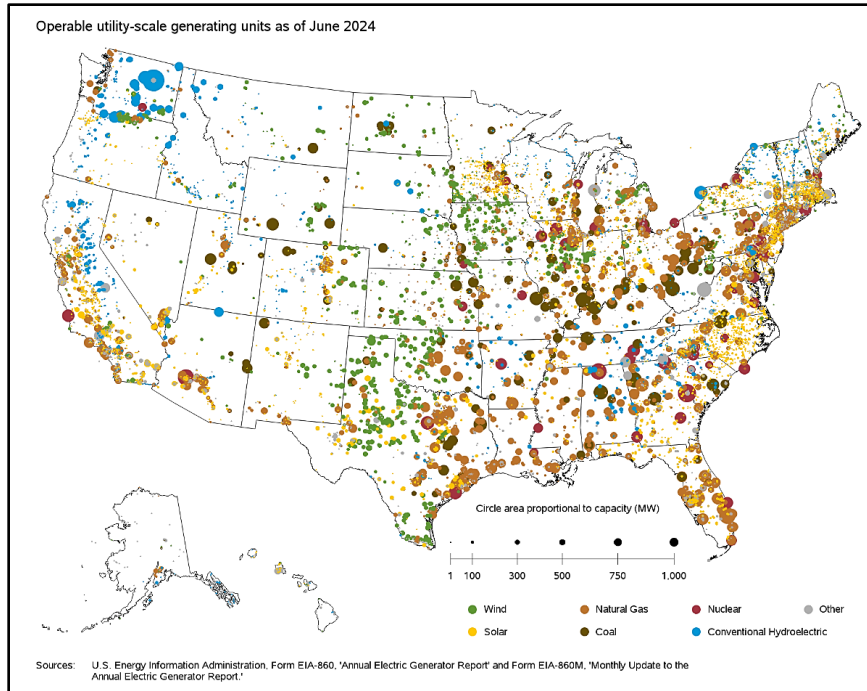 Operable utility-scale generating units as of June 2024
Circle area proportional to capacity (MW)
1 100 300 500 750 1,000
Wind Natural Gas Nuclear Other
Solar Coal Conventional Hydroelectric
Sources: U.S. Energy Information Administration, Form EIA-860, 'Annual Electric Generator Report' and Form EIA-860M, 'Monthly Update to the
Annual Electric Generator Report.'